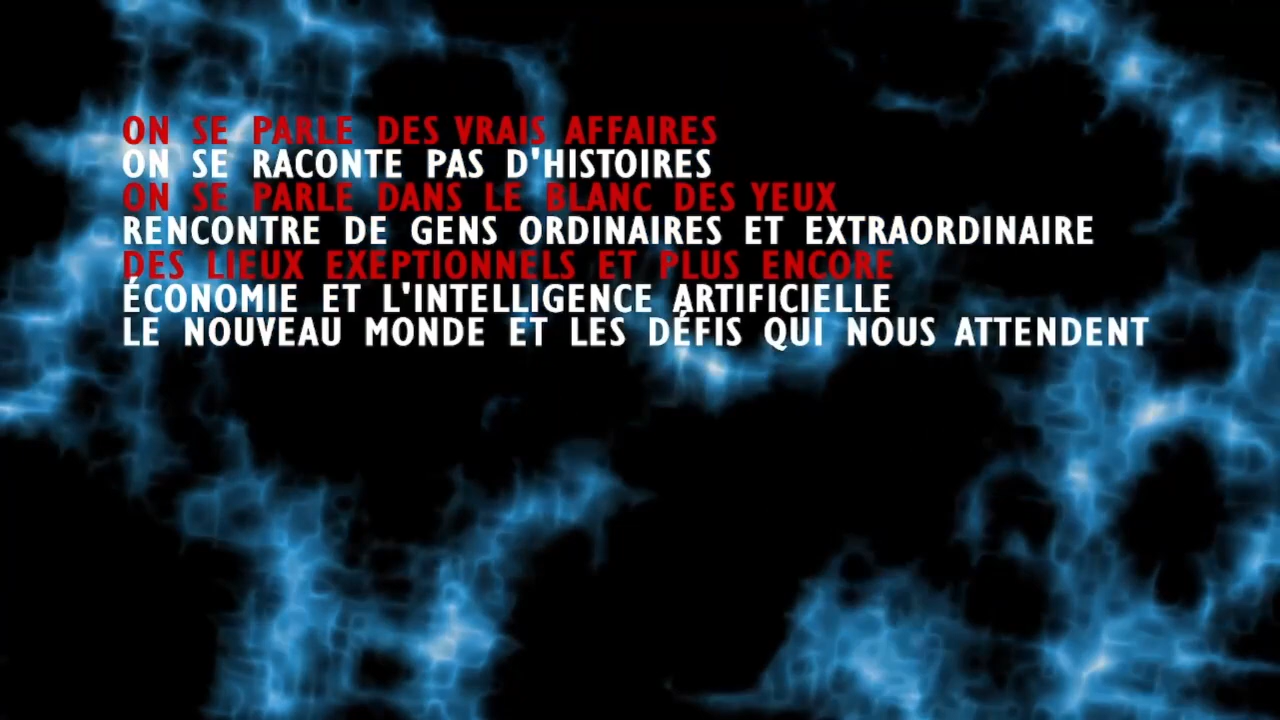 ON SE PARLE DES VRAIS AFFAIRES
ON SE RACONTE PAS D'HISTOIRES
ON SE PARLE DANS LE BLANC DES YEUX
RENCONTRE DE GENS ORDINAIRES ET EXTRAORDINAIRE
DES LIEUX EXEPTIONNELS ET PLUS ENCORE
ÉCONOMIE ET L'INTELLIGENCE ARTIFICIELLE
LE NOUVEAU MONDE ET LES DÉFIS QUI NOUS ATTENDENT